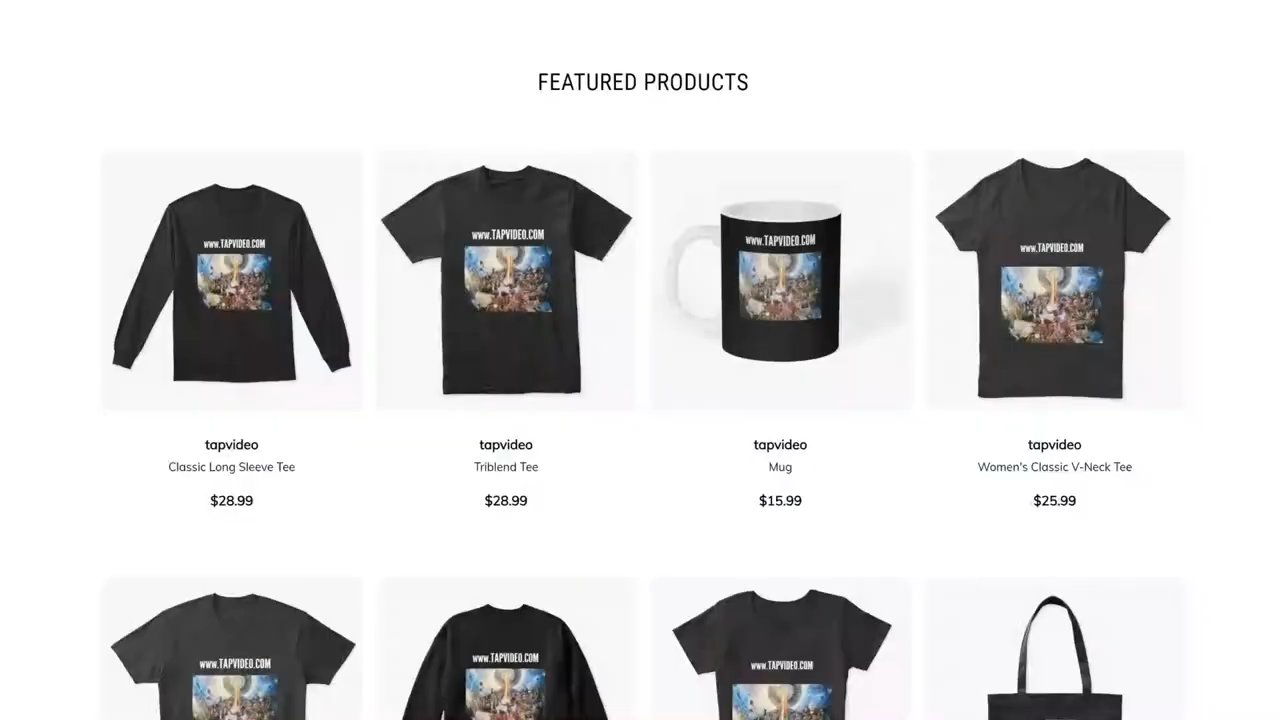 FEATURED PRODUCTS
www.TAPVIDEO.COM
www.TAPVIDEO.COM
www.TAPVIDEO.COM
www.TAPVIDEO.COM
tapvideo
Classic Long Sleeve Tee
$28.99
tapvideo
Triblend Tee
$28.99
tapvideo
Mug
$15.99
tapvideo
Women's Classic V-Neck Tee
$25.99
www.TAPVIDEO.COM
www.TAPVIDEO.COM
www.TAPVIDEO.COM